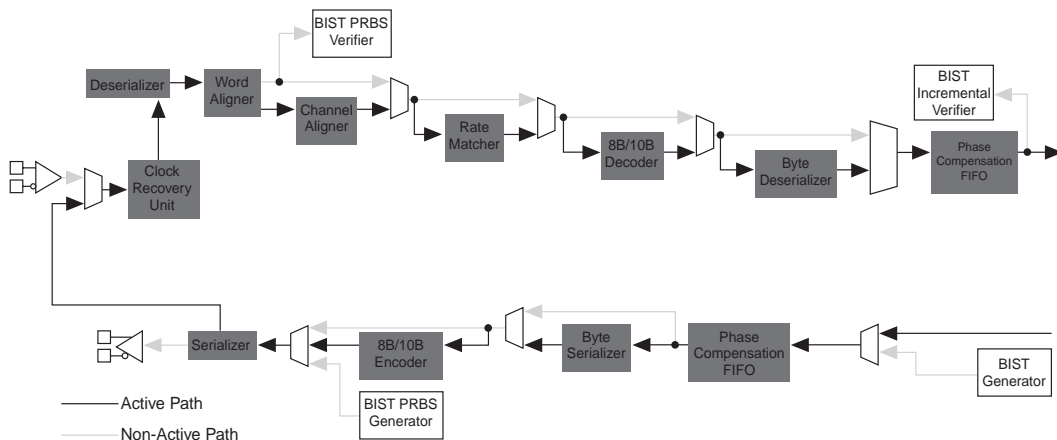 BIST PRBS
Verifier
Deserializer
Word
Aligner
Channel
Aligner
Rate
Matcher
8B/10B
Decoder
Byte
Deserializer
BIST
Incremental
Verifier
Phase
Compensation
FIFO
Clock
Recovery
Unit
Serializer
8B/10B
Encoder
Byte
Serializer
Phase
Compensation
FIFO
BIST
Generator
BIST PRBS
Generator
Active Path
Non-Active Path